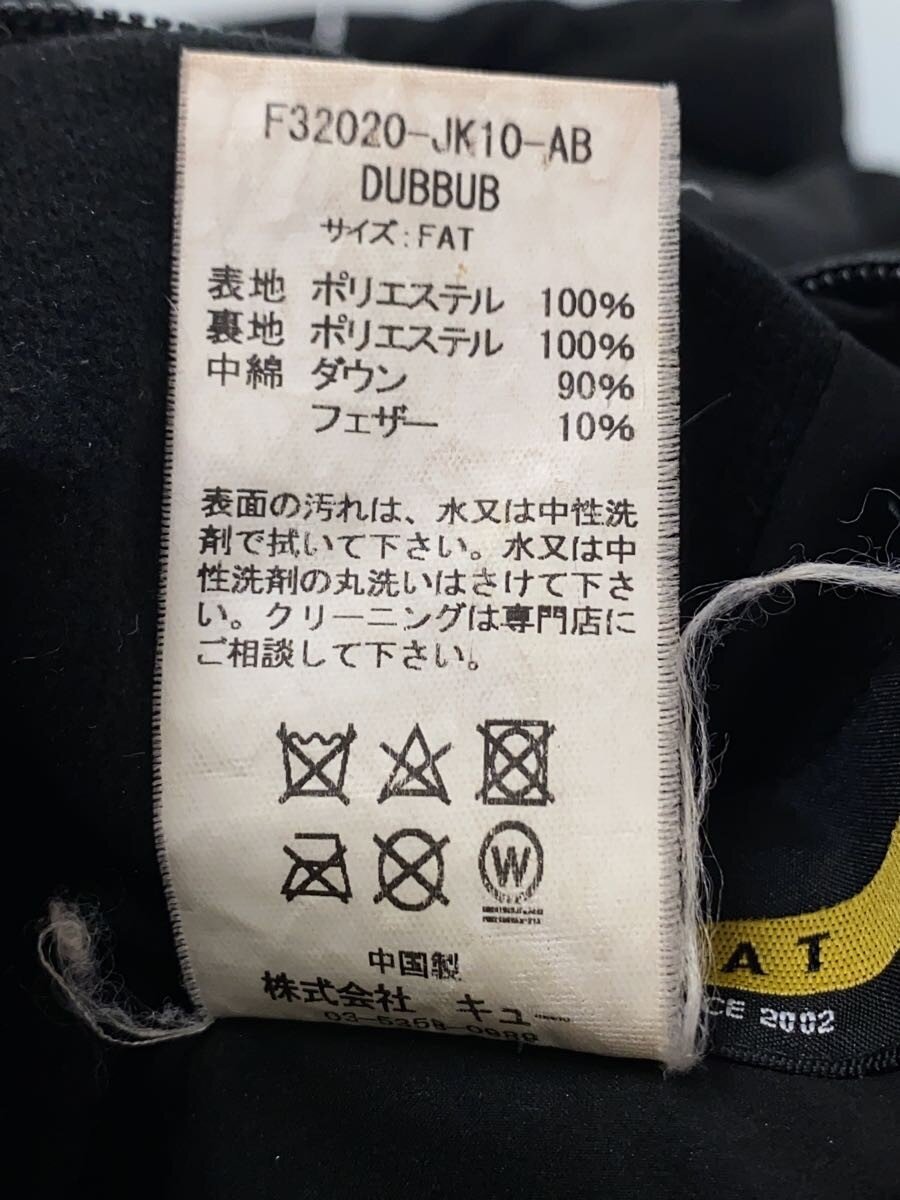 F32020-JK10-AB
DUBBUB
サイズ:FAT
表地 ポリエステル 100%
裏地 ポリエステル 100%
中綿 ダウン 90%
フェザー 10%
表面の汚れは、水又は中性洗
剤で拭いて下さい。水又は中
性洗剤の丸洗いはさけて下さ
い。クリーニングは専門店に
ご相談して下さい。
W
中国製
株式会社 キュー
AT
CE 2002